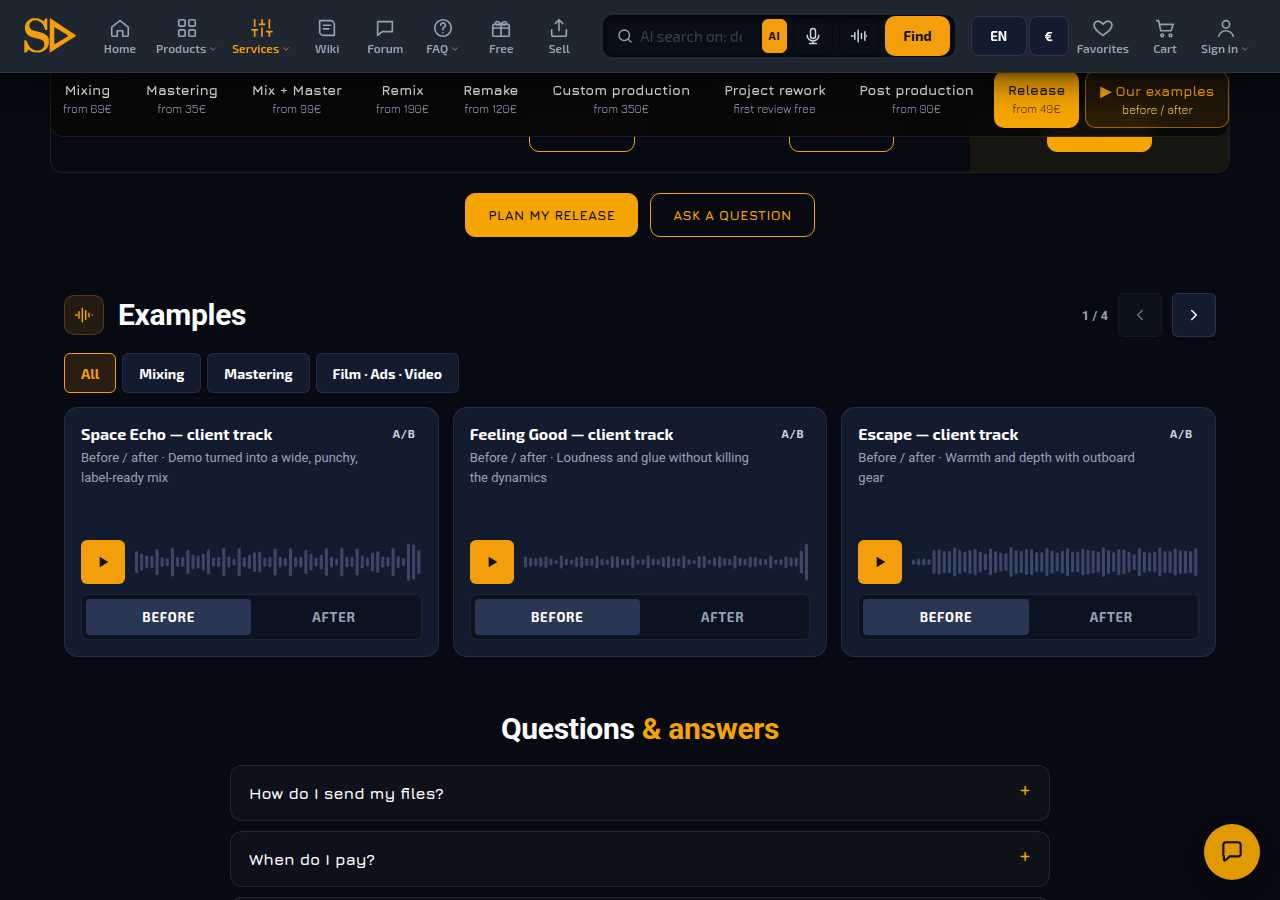 SD
Home
Products
Services
Wiki
Forum
FAQ
Free
Sell
AI search on: d
AI
Find
EN
€
Favorites
Cart
Sign in
Mixing
from 69€
Mastering
from 35€
Mix + Master
from 99€
Remix
from 190€
Remake
from 120€
Custom production
from 350€
Project rework
first review free
Post production
from 90€
Release
from 49€
▶ Our examples
before / after
PLAN MY RELEASE
ASK A QUESTION
Examples
1 / 4
All
Mixing
Mastering
Film · Ads · Video
Space Echo — client track
A/B
Before / after · Demo turned into a wide, punchy,
label-ready mix
BEFORE
AFTER
Feeling Good — client track
A/B
Before / after · Loudness and glue without killing
the dynamics
BEFORE
AFTER
Escape — client track
A/B
Before / after · Warmth and depth with outboard
gear
BEFORE
AFTER
Questions & answers
How do I send my files?
+
When do I pay?
+